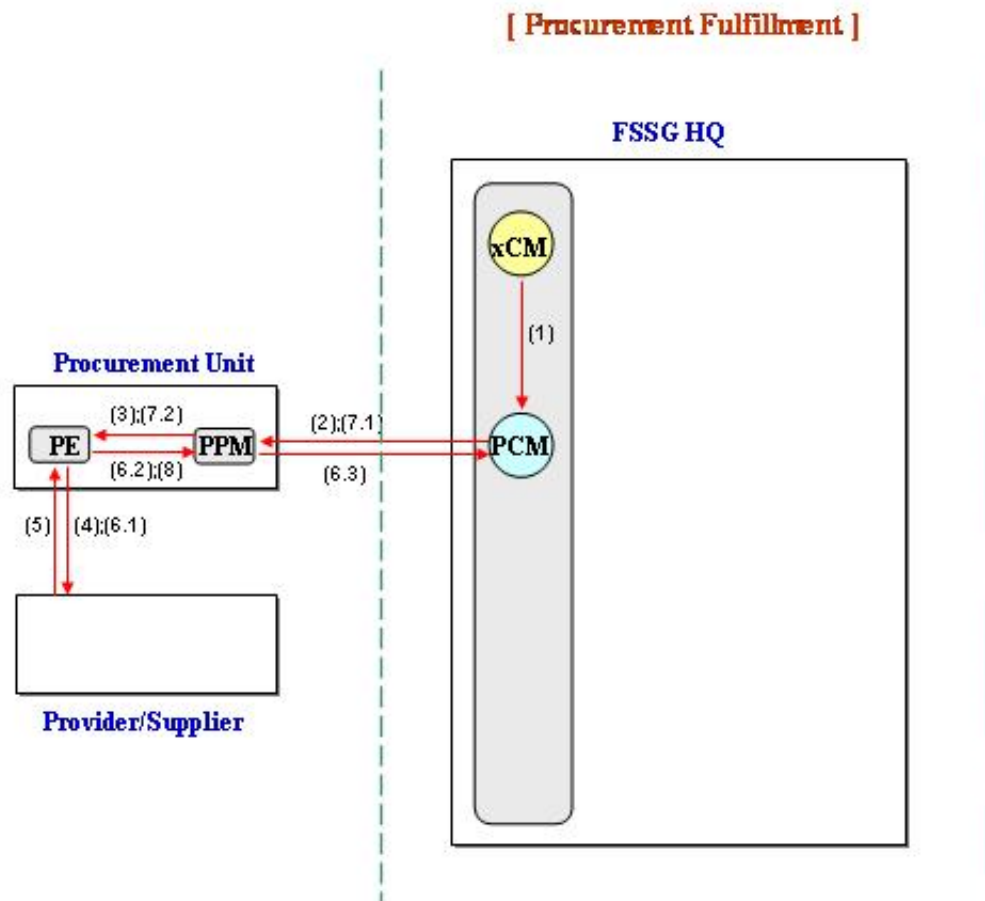 [ Procurement Fulfillment ]
FSSG HQ
xCM
(1)
Procurement Unit
(3);(7.2)
(2);(7.1)
PE
PPM
PCM
(6.2);(8)
(6.3)
(5)
(4);(6.1)
Provider/Supplier